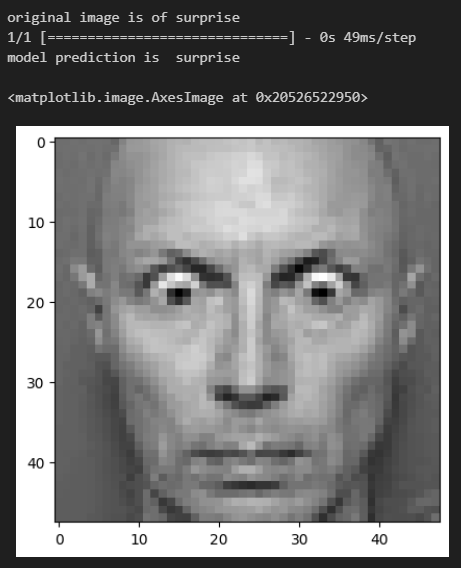 original image is of surprise
1/1 [==============================] - 0s 49ms/step
model prediction is  surprise
<matplotlib.image.AxesImage at 0x20526522950>
0
10
20
30
40
0 10 20 30 40